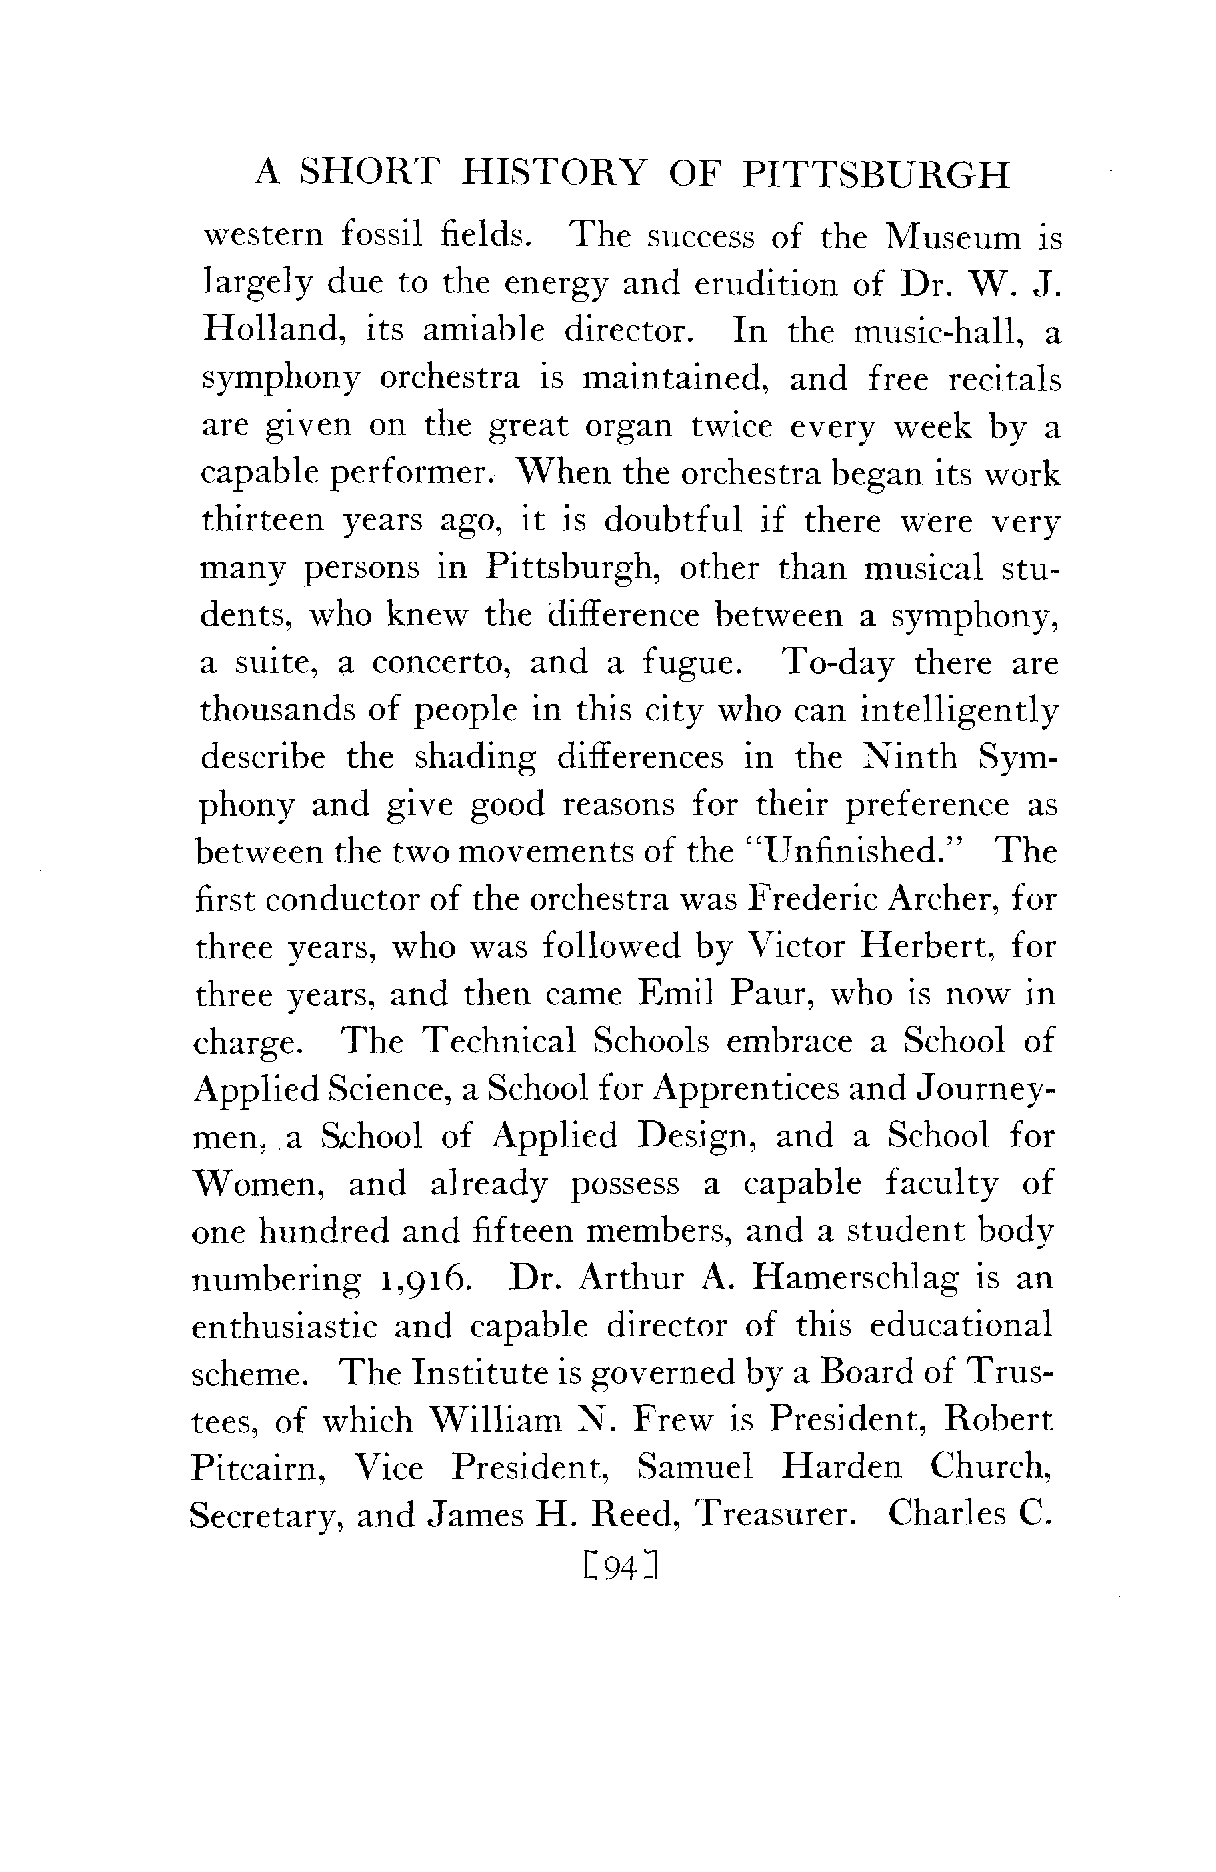 A SHORT HISTORY OF PITTSBURGH
western fossil fields. The success of the Museum is
largely due to the energy and erudition of Dr. W. J.
Holland, its amiable director. In the music-hall, a
symphony orchestra is maintained, and free recitals
are given on the great organ twice every week by a
capable performer. When the orchestra began its work
thirteen years ago, it is doubtful if there were very
many persons in Pittsburgh, other than musical stu-
dents, who knew the difference between a symphony,
a suite, a concerto, and a fugue. To-day there are
thousands of people in this city who can intelligently
describe the shading differences in the Ninth Sym-
phony and give good reasons for their preference as
between the two movements of the “Unfinished.” The
first conductor of the orchestra was Frederic Archer, for
three years, who was followed by Victor Herbert, for
three years, and then came Emil Paur, who is now in
charge. The Technical Schools embrace a School of
Applied Science, a School for Apprentices and Journey-
men, a School of Applied Design, and a School for
Women, and already possess a capable faculty of
one hundred and fifteen members, and a student body
numbering 1,916. Dr. Arthur A. Hamerschlag is an
enthusiastic and capable director of this educational
scheme. The Institute is governed by a Board of Trus-
tees, of which William N. Frew is President, Robert
Pitcairn, Vice President, Samuel Harden Church,
Secretary, and James H. Reed, Treasurer. Charles C.
[94]